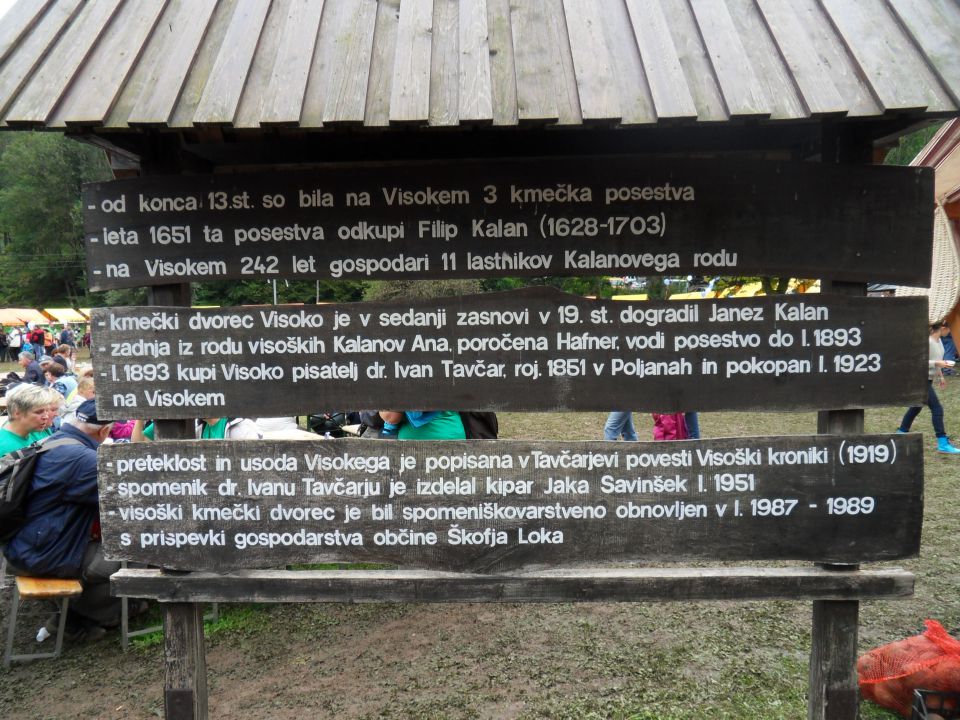 - od konca 13.st. so bila na Visokem 3 kmečka posestva
- leta 1651 ta posestva odkupi Filip Kalan (1628-1703)
- na Visokem 242 let gospodari 11 lastnikov Kalanovega rodu
- kmečki dvorec Visoko je v sedanji zasnovi v 19. st. dogradil Janez Kalan
- zadnja iz rodu visoških Kalanov Ana, poročena Hafner, vodi posestvo do l. 1893
- l. 1893 kupi Visoko pisatelj dr. Ivan Tavčar, roj. 1851 v Poljanah in pokopan l. 1923
na Visokem
- preteklost in usoda Visokega je popisana v Tavčarjevi povesti Visoški kroniki (1919)
- spomenik dr. Ivanu Tavčarju je izdelal kipar Jaka Savinšek l. 1951
- visoški kmečki dvorec je bil spomeniškovarstveno obnovljen v l. 1987 - 1989
s prispevki gospodarstva občine Škofja Loka